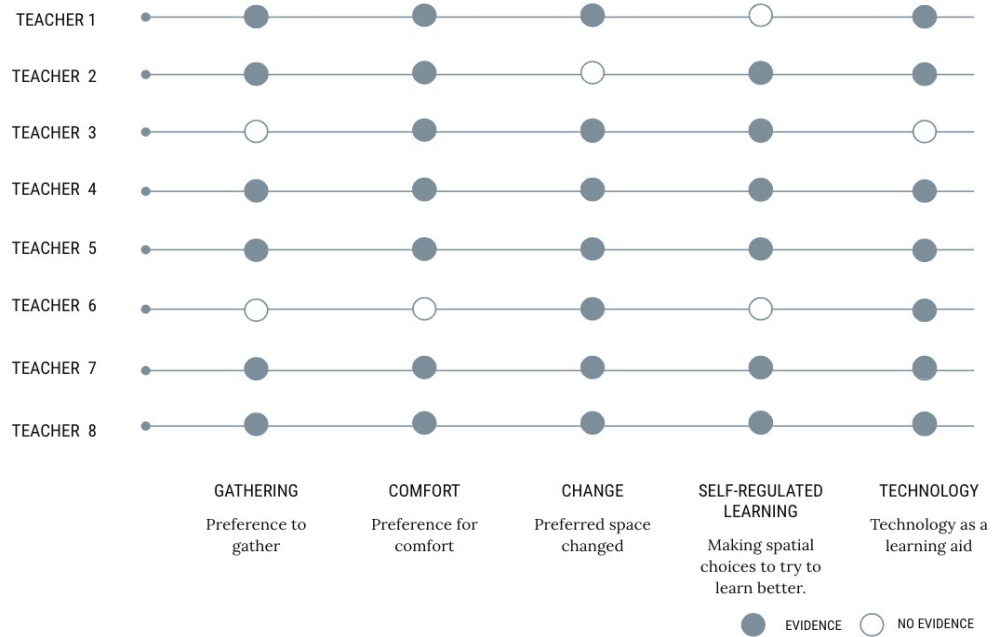 TEACHER 1
TEACHER 2
TEACHER 3
TEACHER 4
TEACHER 5
TEACHER 6
TEACHER 7
TEACHER 8
GATHERING
Preference to
gather
COMFORT
Preference for
comfort
CHANGE
Preferred space
changed
SELF-REGULATED
LEARNING
Making spatial
choices to try to
learn better.
TECHNOLOGY
Technology as a
learning aid
EVIDENCE
NO EVIDENCE